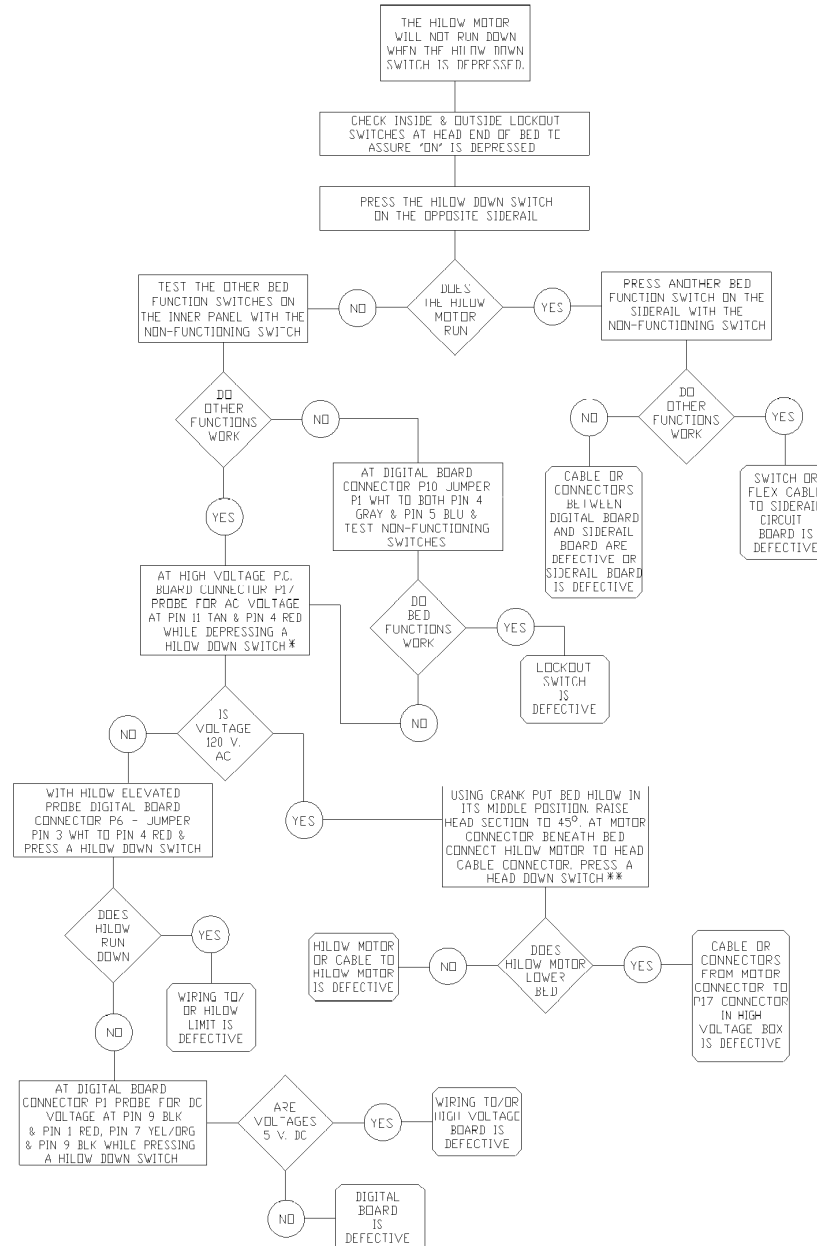 THE HILOW MOTOR
WILL NOT RUN DOWN
WHEN THE HILOW DOWN
SWITCH IS DEPRESSED.
CHECK INSIDE & OUTSIDE LOCKOUT
SWITCHES AT HEAD END OF BED TO
ASSURE "ON" IS DEPRESSED
PRESS THE HILOW DOWN SWITCH
ON THE OPPOSITE SIDERAIL
DOES
THE HILOW
MOTOR
RUN
NO
YES
TEST THE OTHER BED
FUNCTION SWITCHES ON
THE INNER PANEL WITH THE
NON-FUNCTIONING SWITCH
PRESS ANOTHER BED
FUNCTION SWITCH ON THE
SIDERAIL WITH THE
NON-FUNCTIONING SWITCH
DO
OTHER
FUNCTIONS
WORK
NO
YES
DO
OTHER
FUNCTIONS
WORK
NO
YES
CABLE OR
CONNECTORS
BETWEEN
DIGITAL BOARD
AND SIDERAIL
BOARD ARE
DEFECTIVE OR
SIDERAIL BOARD
IS DEFECTIVE
SWITCH OR
FLEX CABLE
TO SIDERAIL
CIRCUIT
BOARD IS
DEFECTIVE
AT DIGITAL BOARD
CONNECTOR P10 JUMPER
P1 WHT TO BOTH PIN 4
GRAY & PIN 5 BLU &
TEST NON-FUNCTIONING
SWITCHES
AT HIGH VOLTAGE P.C.
BOARD CONNECTOR P17
PROBE FOR AC VOLTAGE
AT PIN 11 TAN & PIN 4 RED
WHILE DEPRESSING A
HILOW DOWN SWITCH*
DO
BED
FUNCTIONS
WORK
YES
NO
LOCKOUT
SWITCH
IS
DEFECTIVE
IS
VOLTAGE
120 V.
AC
NO
YES
WITH HILOW ELEVATED
PROBE DIGITAL BOARD
CONNECTOR P6 - JUMPER
PIN 3 WHT TO PIN 4 RED &
PRESS A HILOW DOWN SWITCH
USING CRANK PUT BED HILOW IN
ITS MIDDLE POSITION. RAISE
HEAD SECTION TO 45º. AT MOTOR
CONNECTOR BENEATH BED
CONNECT HILOW MOTOR TO HEAD
CABLE CONNECTOR. PRESS A
HEAD DOWN SWITCH**
DOES
HILOW
RUN
DOWN
YES
NO
WIRING TO/
OR HILOW
LIMIT IS
DEFECTIVE
HILOW MOTOR
OR CABLE TO
HILOW MOTOR
IS DEFECTIVE
NO
DOES
HILOW MOTOR
LOWER
BED
YES
CABLE OR
CONNECTORS
FROM MOTOR
CONNECTOR TO
P17 CONNECTOR
IN HIGH
VOLTAGE BOX
IS DEFECTIVE
AT DIGITAL BOARD
CONNECTOR P1 PROBE FOR DC
VOLTAGE AT PIN 9 BLK
& PIN 1 RED, PIN 7 YEL/ORG
& PIN 9 BLK WHILE PRESSING
A HILOW DOWN SWITCH
ARE
VOLTAGES
5 V. DC
YES
NO
WIRING TO/OR
HIGH VOLTAGE
BOARD IS
DEFECTIVE
DIGITAL
BOARD
IS
DEFECTIVE